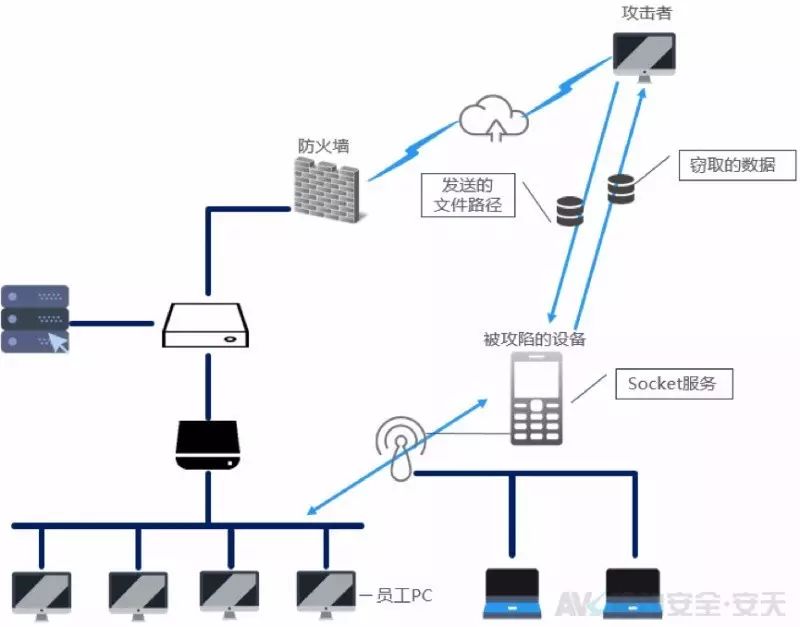 攻击者
防火墙
发送的
文件路径
窃取的数据
被攻陷的设备
Socket服务
员工PC
安全·安天